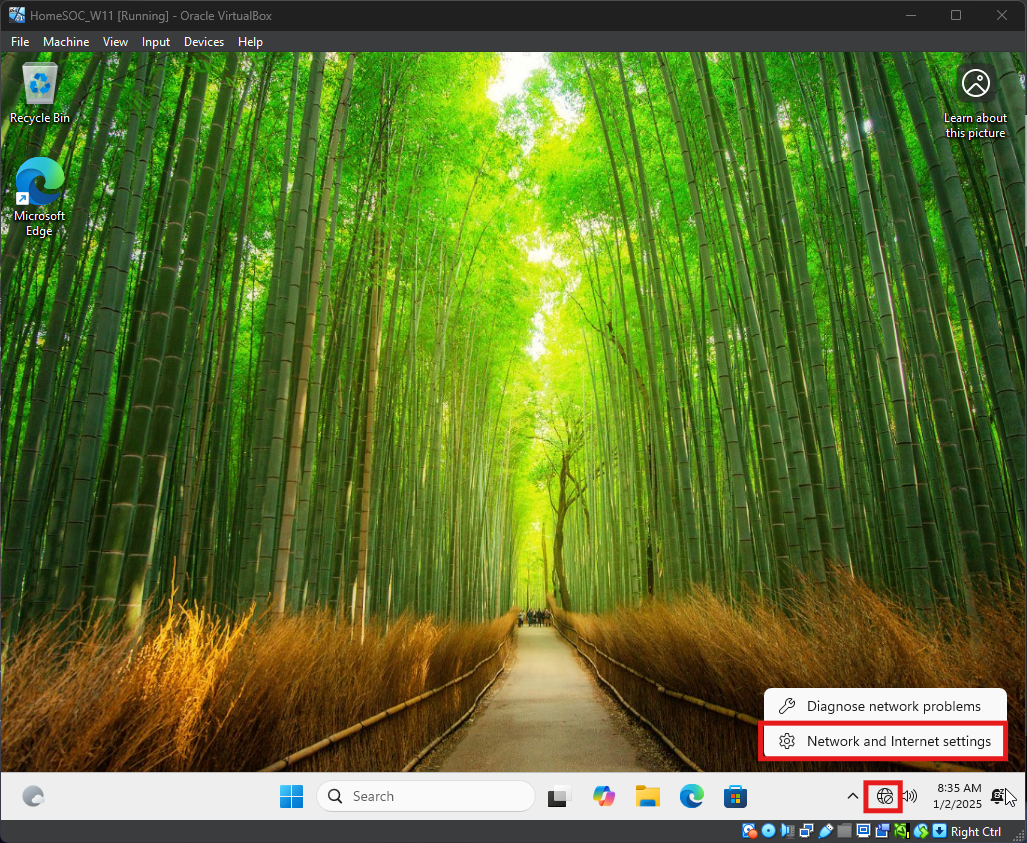 HomeSOC_W11 [Running] - Oracle VirtualBox
File Machine View Input Devices Help
Recycle Bin
Learn about
this picture
Microsoft
Edge
Diagnose network problems
Network and Internet settings
Search
8:35 AM
1/2/2025
Right Ctrl